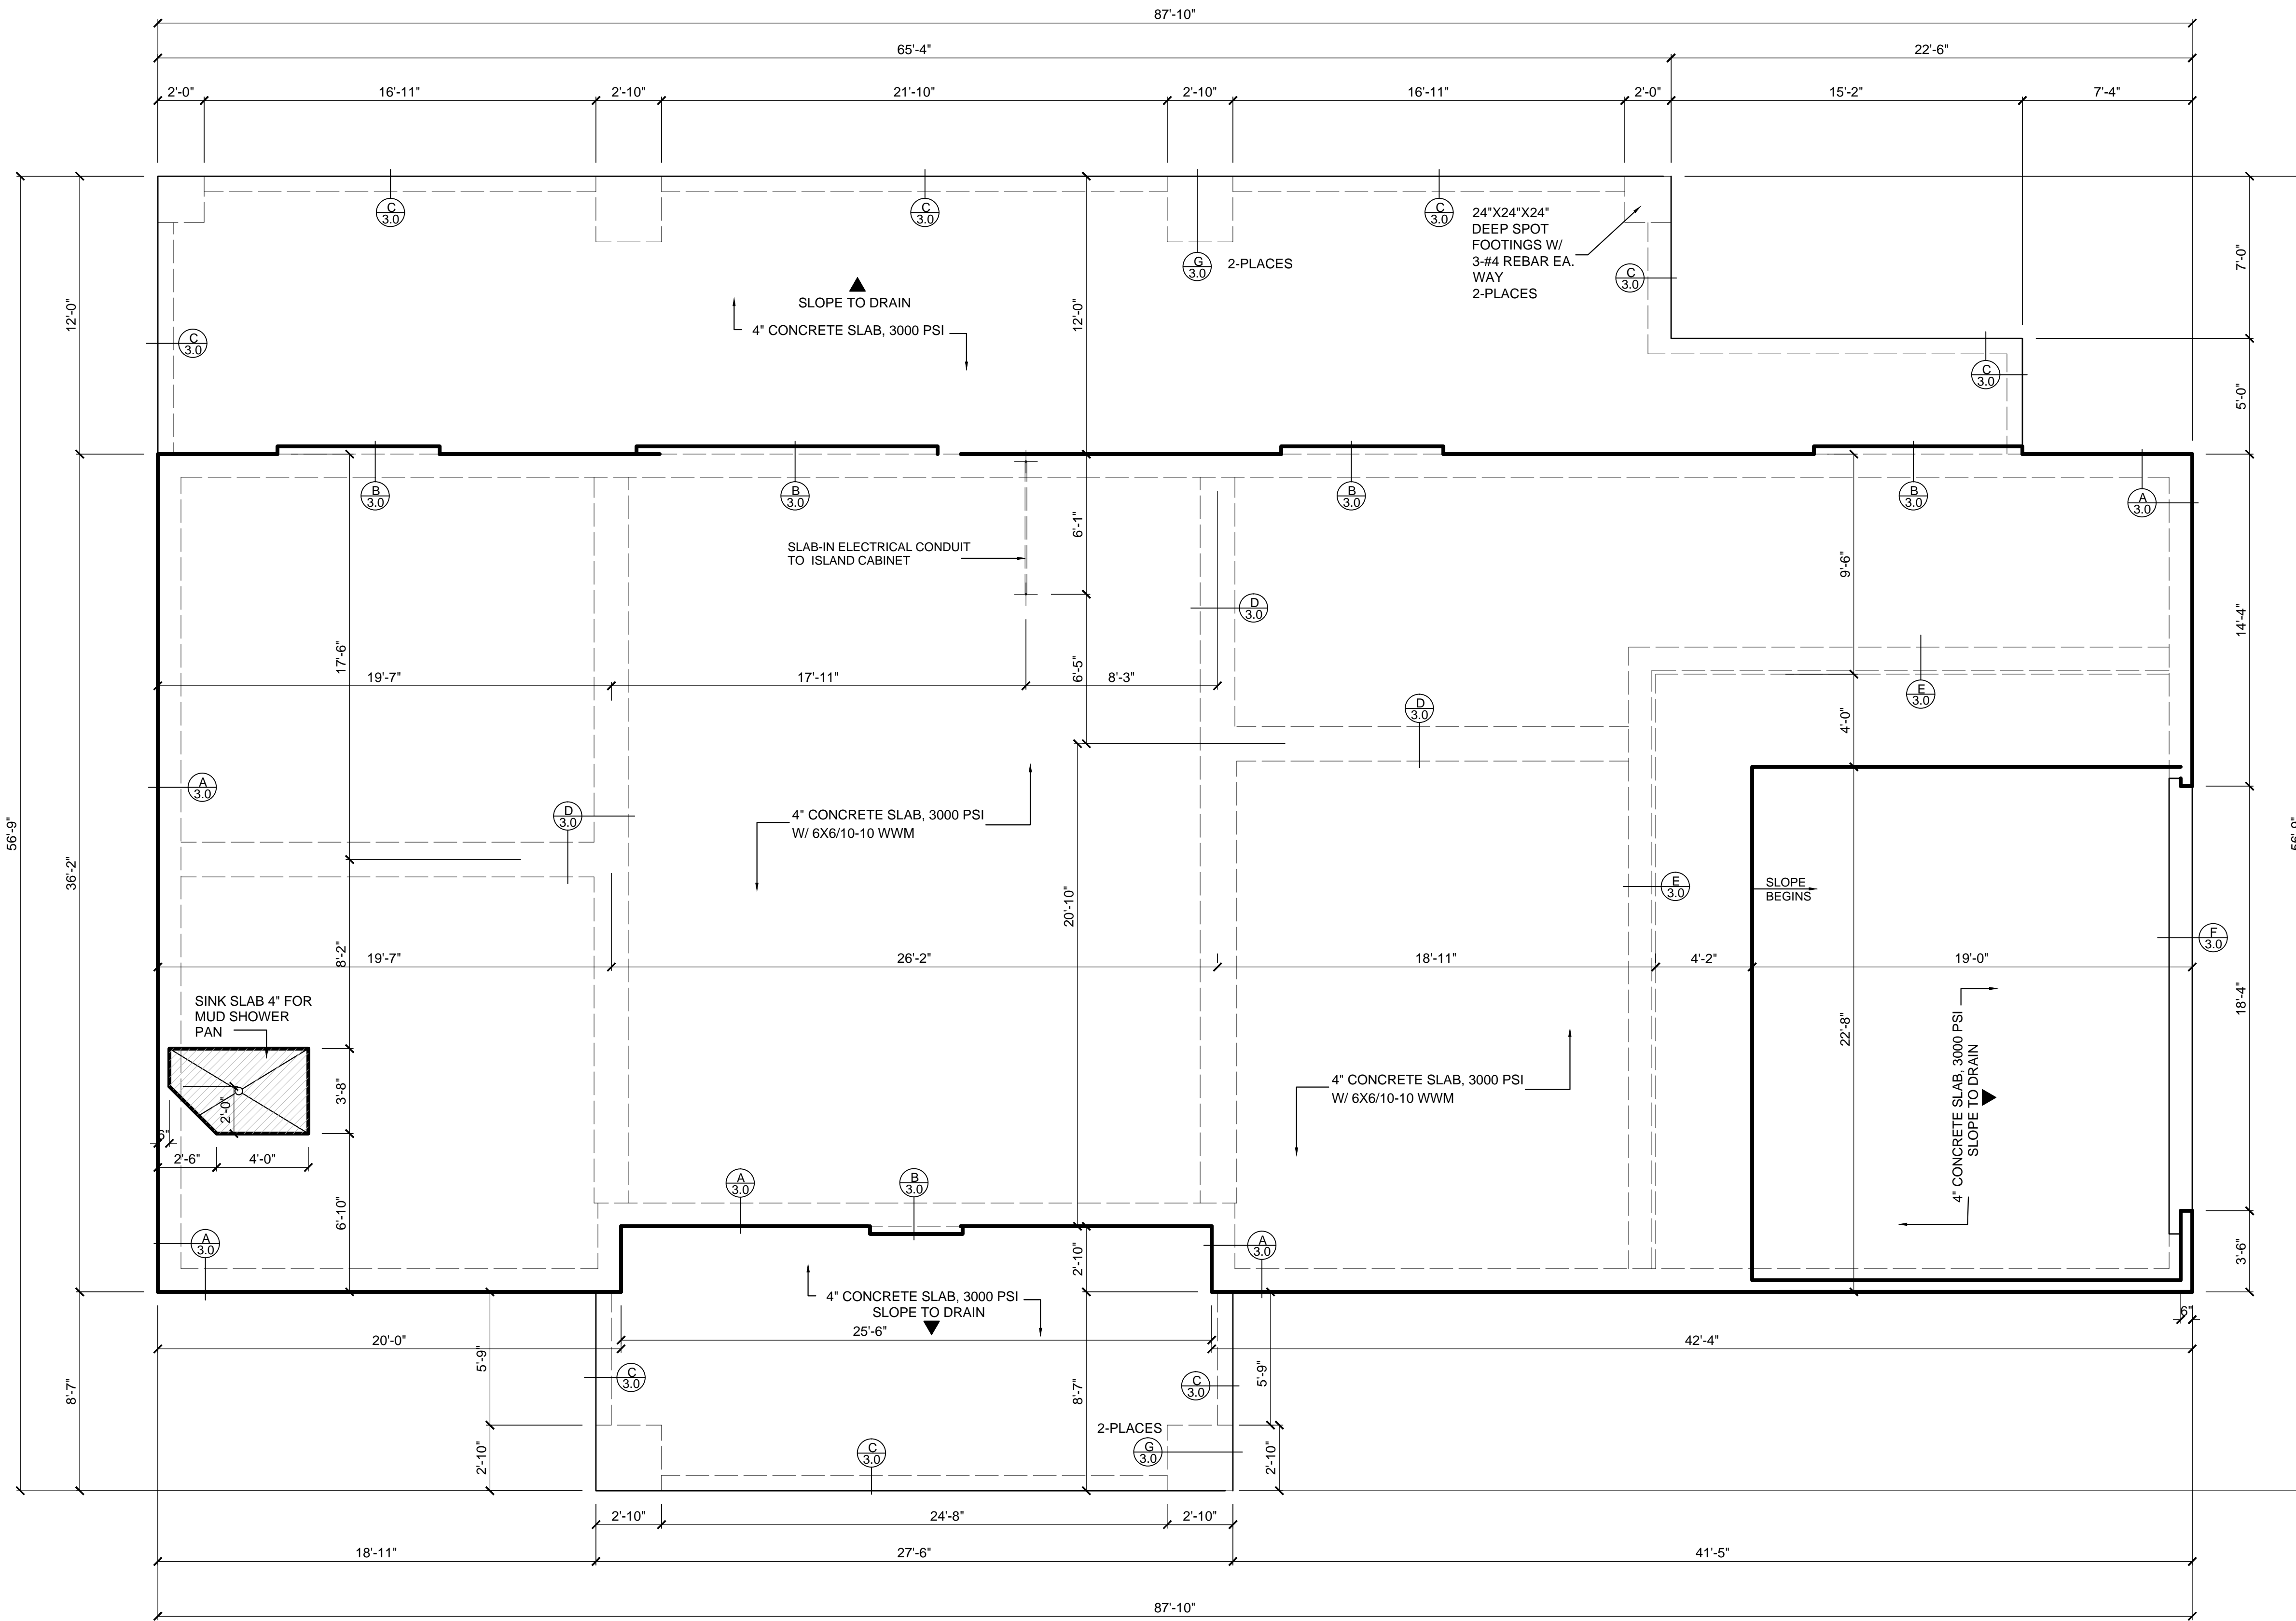 87'-10"
65'-4"
22'-6"
2'-0"
16'-11"
2'-10"
21'-10"
2'-10"
16'-11"
2'-0"
15'-2"
7'-4"
C
3.0
C
3.0
C
3.0
24"X24"X24"
DEEP SPOT
FOOTINGS W/
3-#4 REBAR EA.
WAY
2-PLACES
G
3.0
2-PLACES
C
3.0
7'-0"
12'-0"
12'-0"
SLOPE TO DRAIN
4" CONCRETE SLAB, 3000 PSI
C
3.0
C
3.0
5'-0"
B
3.0
B
3.0
B
3.0
B
3.0
A
3.0
6'-1"
SLAB-IN ELECTRICAL CONDUIT
TO ISLAND CABINET
9'-6"
D
3.0
14'-4"
17'-6"
19'-7"
17'-11"
6'-5"
8'-3"
E
3.0
D
3.0
4'-0"
A
3.0
D
3.0
4" CONCRETE SLAB, 3000 PSI
W/ 6X6/10-10 WWM
56'-9"
36'-2"
56'-9"
20'-10"
E
3.0
SLOPE
BEGINS
F
3.0
8'-2"
19'-7"
26'-2"
18'-11"
4'-2"
19'-0"
SINK SLAB 4" FOR
MUD SHOWER
PAN
18'-4"
22'-8"
4" CONCRETE SLAB, 3000 PSI
SLOPE TO DRAIN
3'-8"
2'-0"
6"
2'-6"
4'-0"
4" CONCRETE SLAB, 3000 PSI
W/ 6X6/10-10 WWM
6'-10"
A
3.0
B
3.0
A
3.0
A
3.0
2'-10"
3'-6"
4" CONCRETE SLAB, 3000 PSI
SLOPE TO DRAIN
6"
25'-6"
20'-0"
42'-4"
5'-9"
5'-9"
C
3.0
C
3.0
8'-7"
8'-7"
2-PLACES
G
3.0
C
3.0
2'-10"
2'-10"
2'-10"
24'-8"
2'-10"
18'-11"
27'-6"
41'-5"
87'-10"